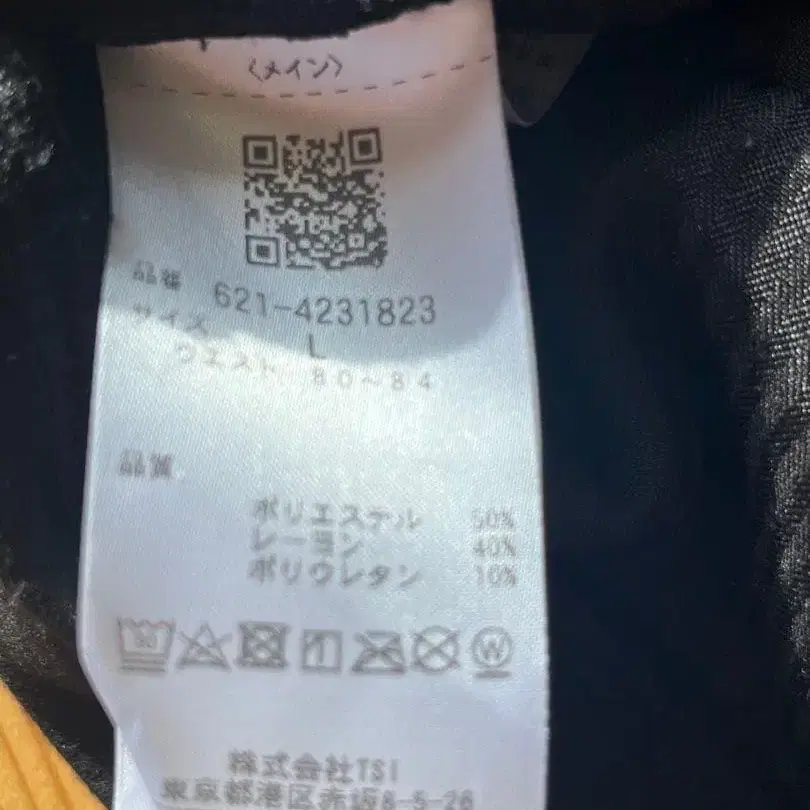 〈メイン〉
品番 621-4231823
サイズ L
ウエスト 80～84
品質
ポリエステル 50%
レーヨン 40%
ポリウレタン 10%
30
W
株式会社TSI
東京都港区赤坂8-5-28